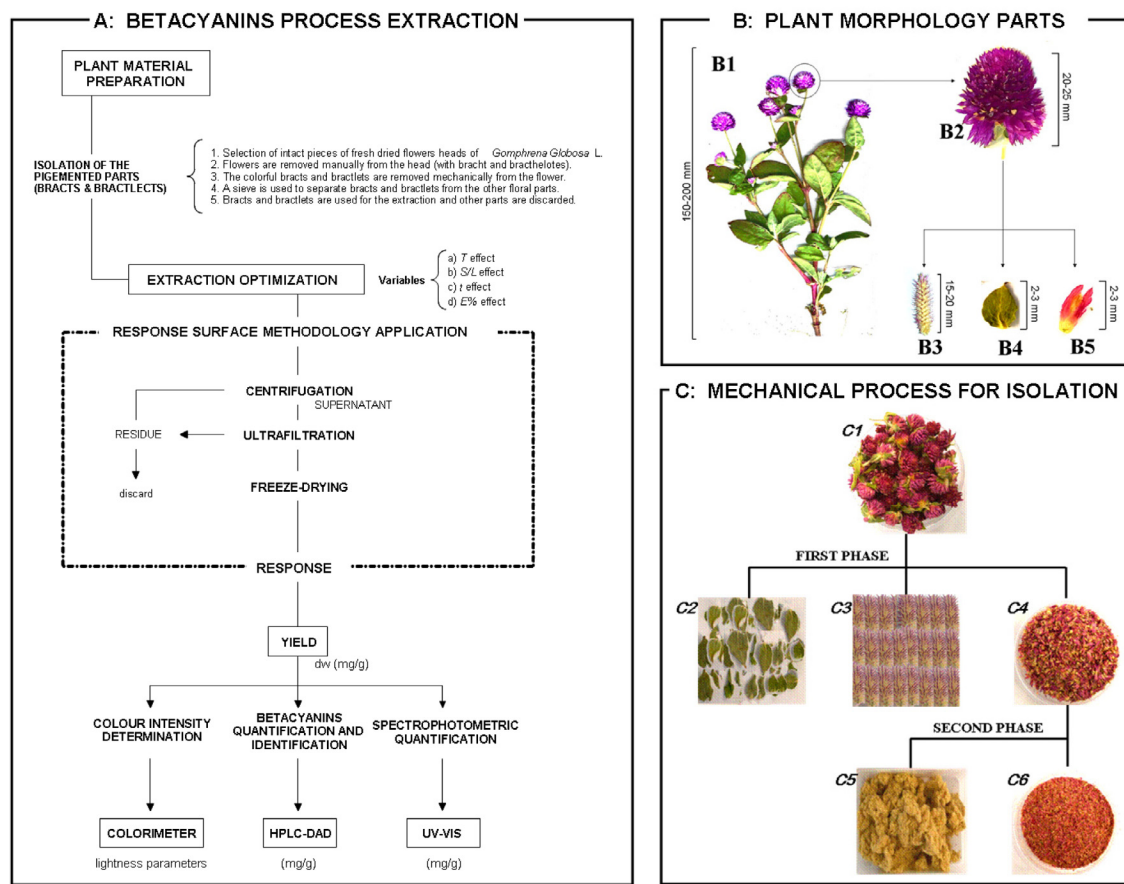 A: BETACYANINS PROCESS EXTRACTION
PLANT MATERIAL
PREPARATION
ISOLATION OF THE
PIGEMENTED PARTS
(BRACTS & BRACTLECTS)
1. Selection of intact pieces of fresh dried flowers heads of Gomphrena Globosa L.
2. Flowers are removed manually from the head (with bracht and brachtelotes).
3. The colorful bracts and bractlets are removed mechanically from the flower.
4. A sieve is used to separate bracts and bractlets from the other floral parts.
5. Bracts and bractlets are used for the extraction and other parts are discarded.
EXTRACTION OPTIMIZATION
Variables
a) T effect
b) S/L effect
c) t effect
d) E% effect
RESPONSE SURFACE METHODOLOGY APPLICATION
CENTRIFUGATION
SUPERNATANT
RESIDUE
ULTRAFILTRATION
discard
FREEZE-DRYING
RESPONSE
YIELD
dw (mg/g)
COLOUR INTENSITY
DETERMINATION
BETACYANINS
QUANTIFICATION AND
IDENTIFICATION
SPECTROPHOTOMETRIC
QUANTIFICATION
COLORIMETER
HPLC-DAD
UV-VIS
lightness parameters
(mg/g)
(mg/g)
B: PLANT MORPHOLOGY PARTS
B1
150-200 mm
B2
20-25 mm
15-20 mm
2-3 mm
2-3 mm
B3
B4
B5
C: MECHANICAL PROCESS FOR ISOLATION
C1
FIRST PHASE
C2
C3
C4
SECOND PHASE
C5
C6